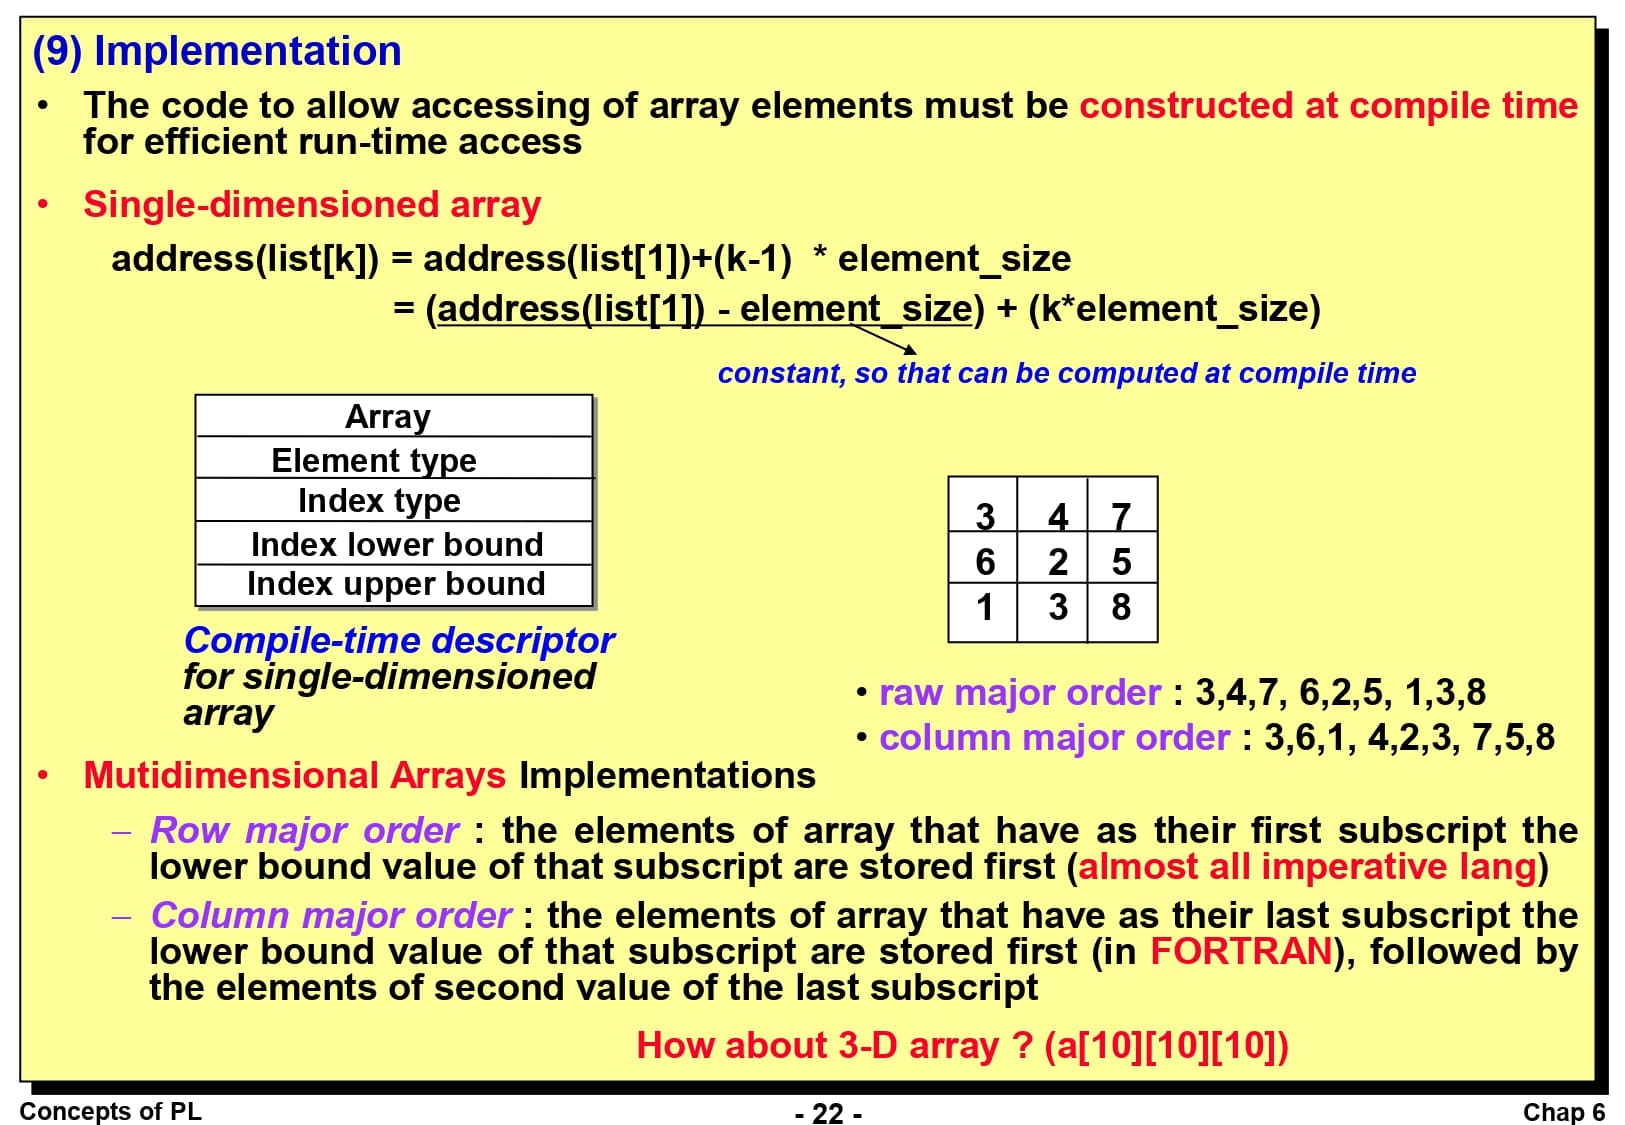 (9) Implementation
• The code to allow accessing of array elements must be constructed at compile time
for efficient run-time access
• Single-dimensioned array
address(list[k]) = address(list[1])+(k-1) * element_size
= (address(list[1]) - element_size) + (k*element_size)
constant, so that can be computed at compile time
Array
Element type
Index type
Index lower bound
Index upper bound
Compile-time descriptor
for single-dimensioned
array
3 4 7
6 2 5
1 3 8
• raw major order : 3,4,7, 6,2,5, 1,3,8
• column major order : 3,6,1, 4,2,3, 7,5,8
• Mutidimensional Arrays Implementations
– Row major order : the elements of array that have as their first subscript the
lower bound value of that subscript are stored first (almost all imperative lang)
– Column major order : the elements of array that have as their last subscript the
lower bound value of that subscript are stored first (in FORTRAN), followed by
the elements of second value of the last subscript
How about 3-D array ? (a[10][10][10])
Concepts of PL
- 22 -
Chap 6